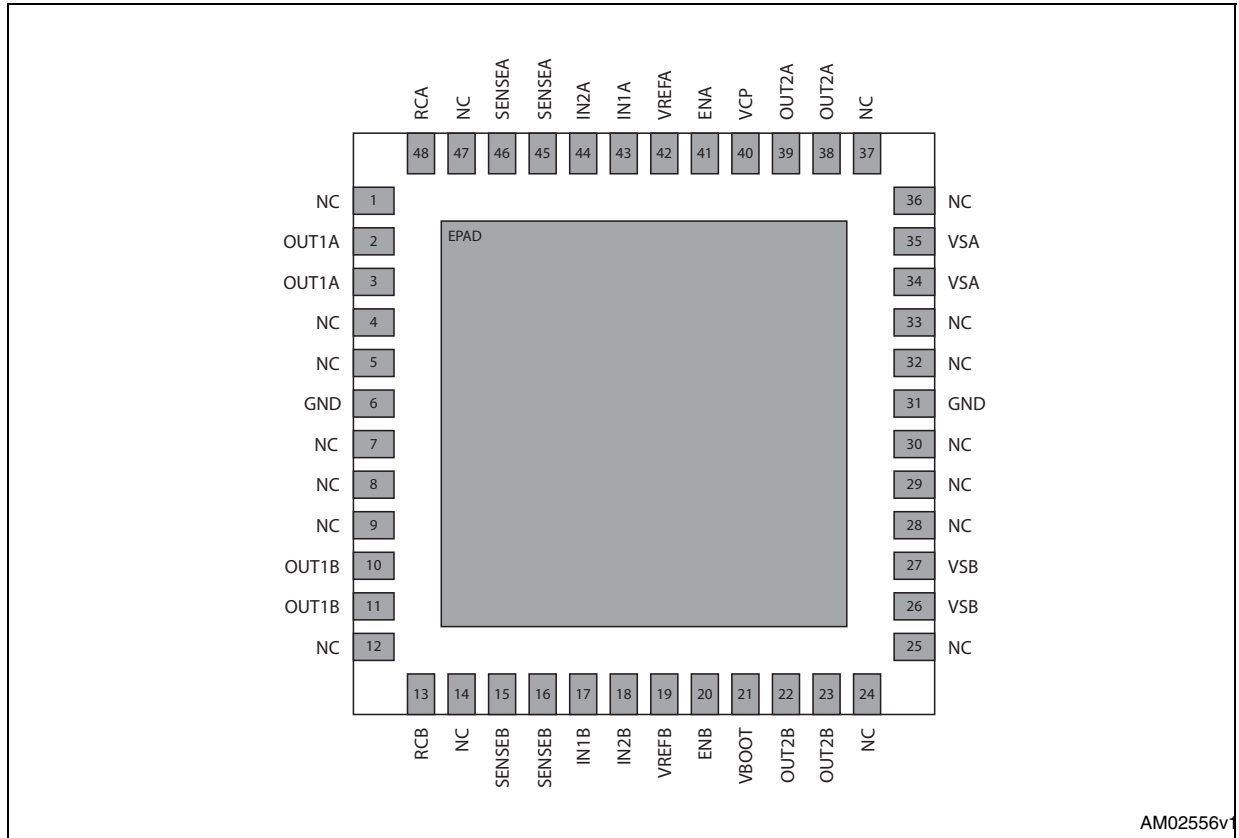 RCA NC SENSEA SENSEA IN2A IN1A VREFA ENA VCP OUT2A OUT2A NC
48 47 46 45 44 43 42 41 40 39 38 37
NC 1 36 NC
OUT1A 2 EPAD 35 VSA
OUT1A 3 34 VSA
NC 4 33 NC
NC 5 32 NC
GND 6 31 GND
NC 7 30 NC
NC 8 29 NC
NC 9 28 NC
OUT1B 10 27 VSB
OUT1B 11 26 VSB
NC 12 25 NC
13 14 15 16 17 18 19 20 21 22 23 24
RCB NC SENSEB SENSEB IN1B IN2B VREFB ENB VBOOT OUT2B OUT2B NC
AM02556v1